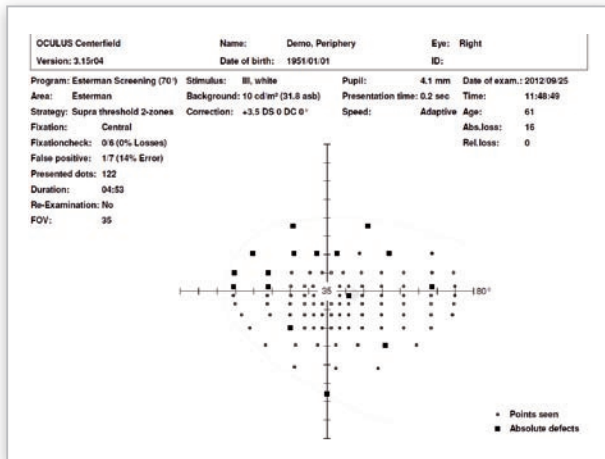 OCULUS Centerfield Name: Demo, Periphery Eye: Right
Version: 3.15r04 Date of birth: 1951/01/01 ID:
Program: Esterman Screening (70°) Stimulus: III, white Pupil: 4.1 mm Date of exam.: 2012/09/25
Area: Esterman Background: 10 cd/m² (31.8 asb) Presentation time: 0.2 sec Time: 11:48:49
Strategy: Supra threshold 2-zones Correction: +3.5 DS 0 DC 0° Speed: Adaptive Age: 61
Fixation: Central Abs.loss: 16
Fixationcheck: 0/6 (0% Losses) Rel.loss: 0
False positive: 1/7 (14% Error)
Presented dots: 122
Duration: 04:53
Re-Examination: No
FOV: 35
35 80°
Points seen
Absolute defects